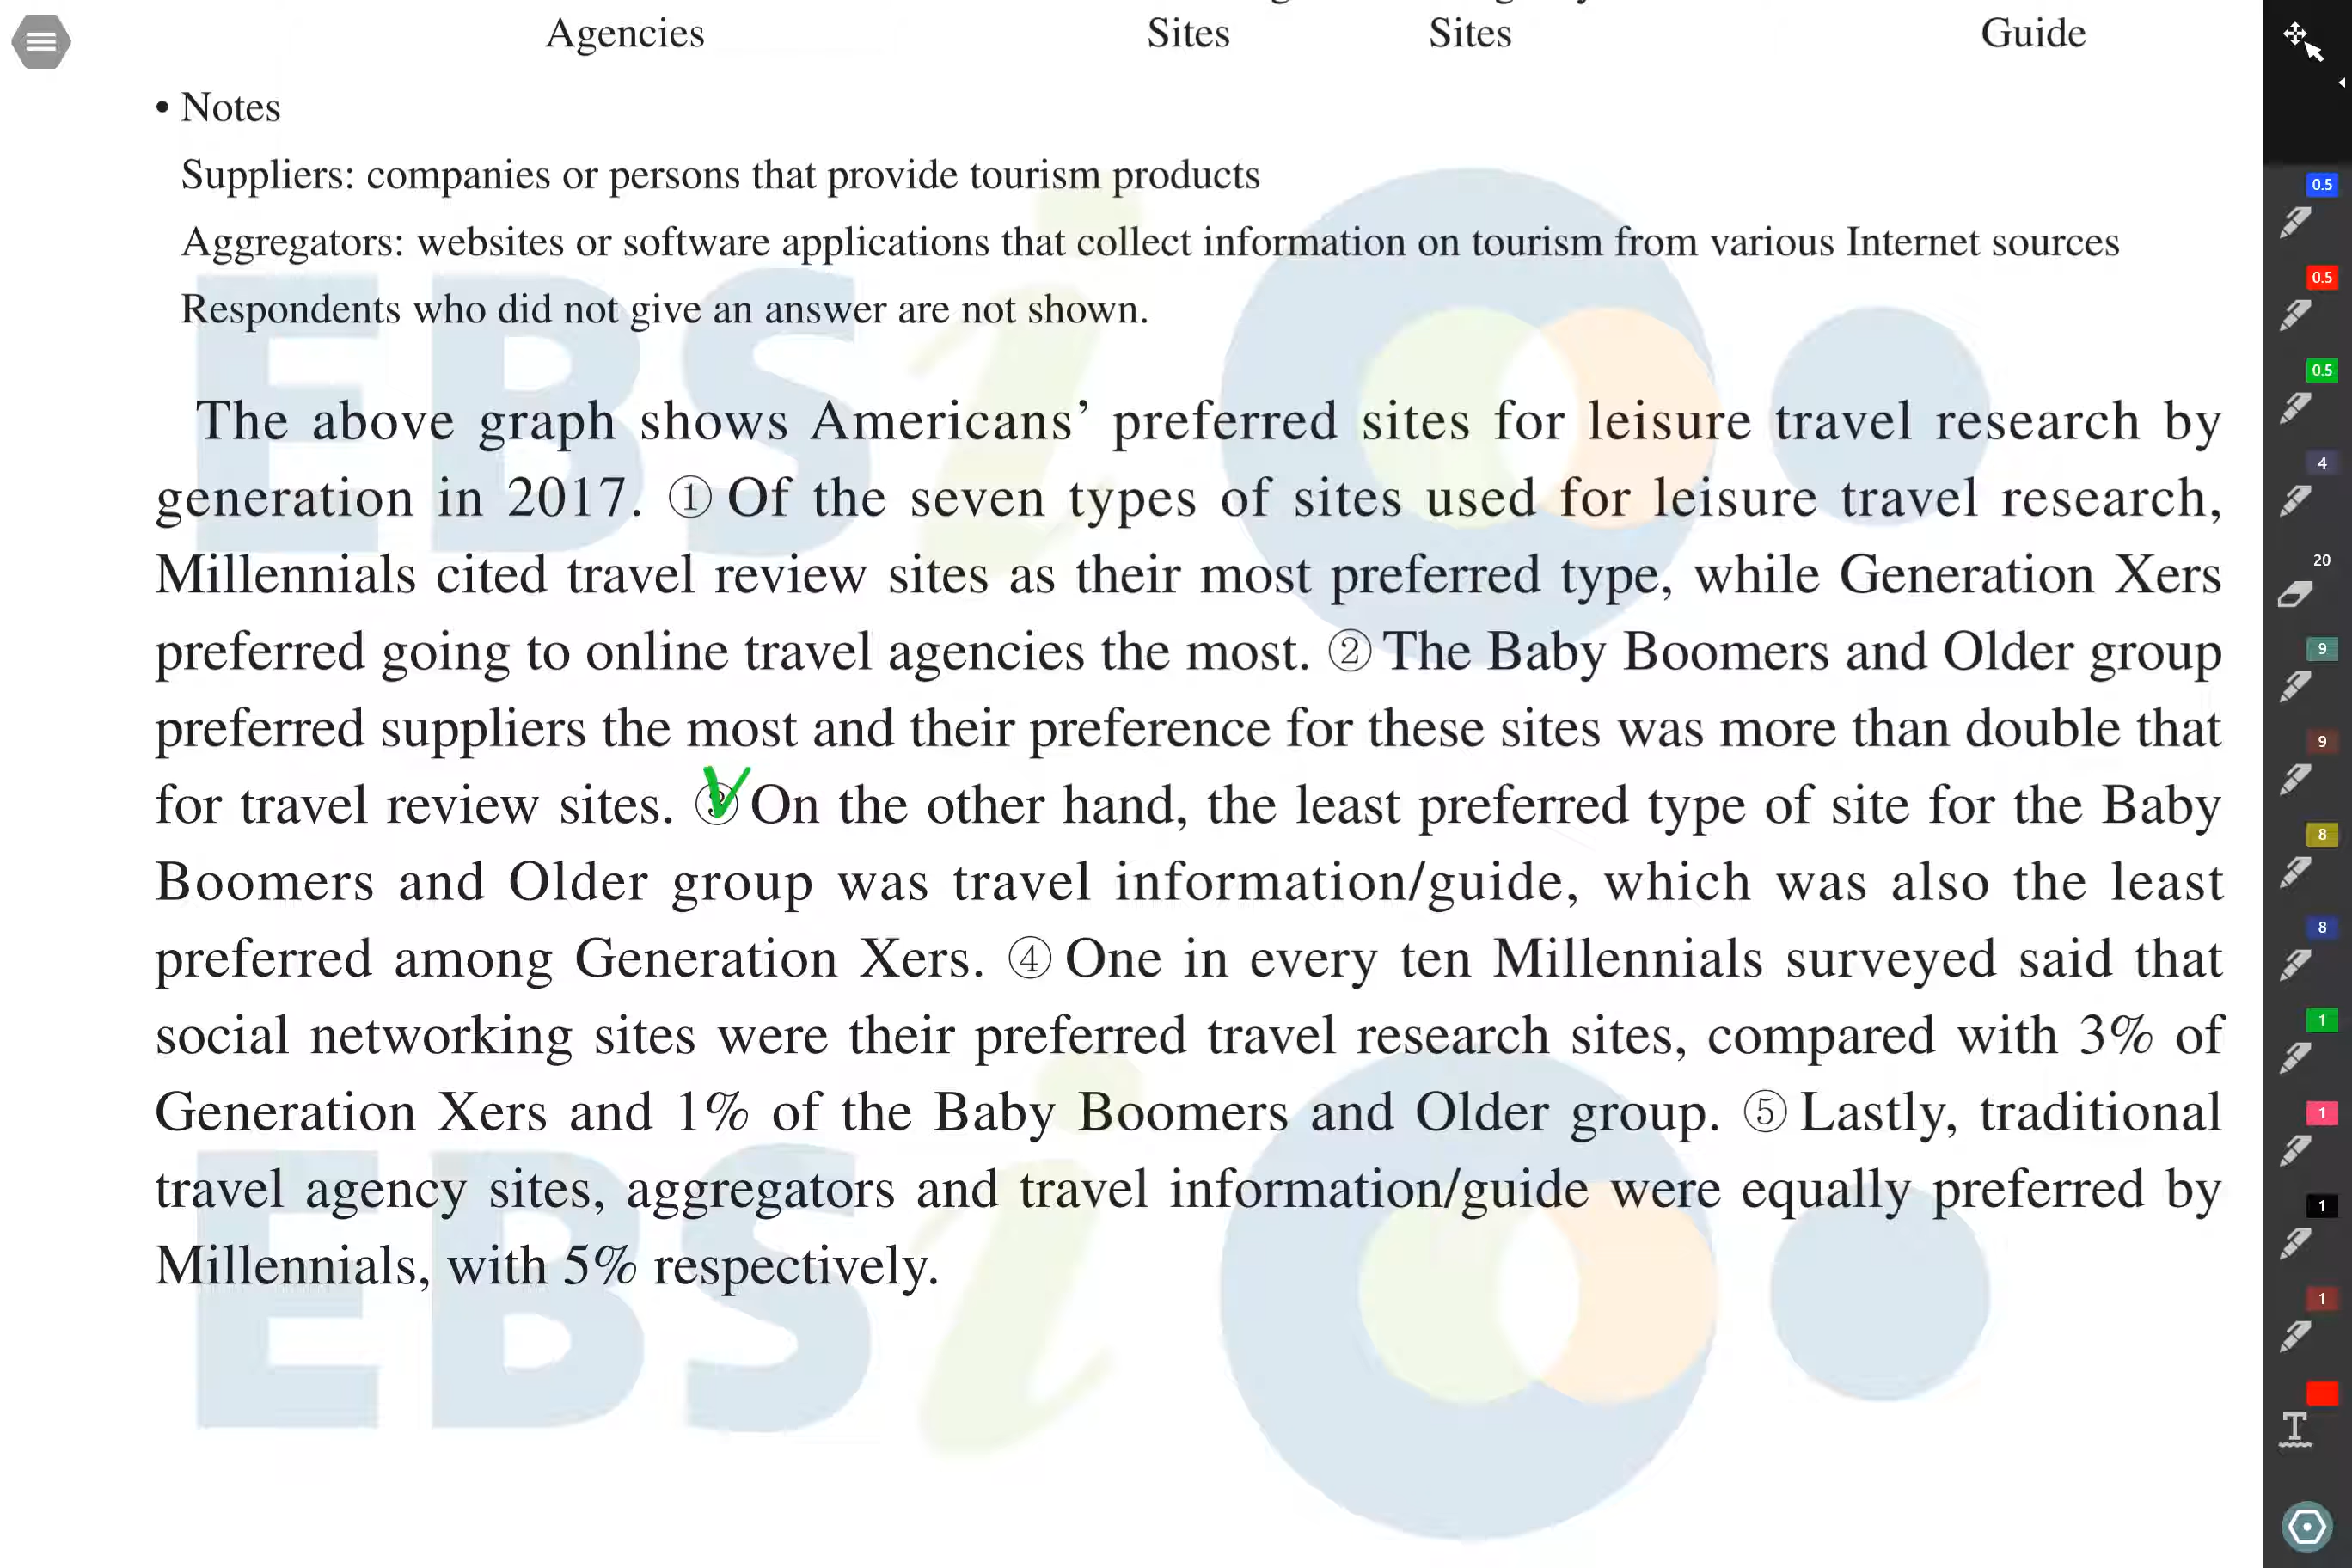 Agencies Sites Sites Guide
• Notes
Suppliers: companies or persons that provide tourism products
Aggregators: websites or software applications that collect information on tourism from various Internet sources
Respondents who did not give an answer are not shown.
The above graph shows Americans’ preferred sites for leisure travel research by
generation in 2017. ① Of the seven types of sites used for leisure travel research,
Millennials cited travel review sites as their most preferred type, while Generation Xers
preferred going to online travel agencies the most. ② The Baby Boomers and Older group
preferred suppliers the most and their preference for these sites was more than double that
for travel review sites. ③ On the other hand, the least preferred type of site for the Baby
Boomers and Older group was travel information/guide, which was also the least
preferred among Generation Xers. ④ One in every ten Millennials surveyed said that
social networking sites were their preferred travel research sites, compared with 3% of
Generation Xers and 1% of the Baby Boomers and Older group. ⑤ Lastly, traditional
travel agency sites, aggregators and travel information/guide were equally preferred by
Millennials, with 5% respectively.
EBSi
EBSi
0.5
0.5
0.5
4
20
9
9
8
8
1
1
1
1
T